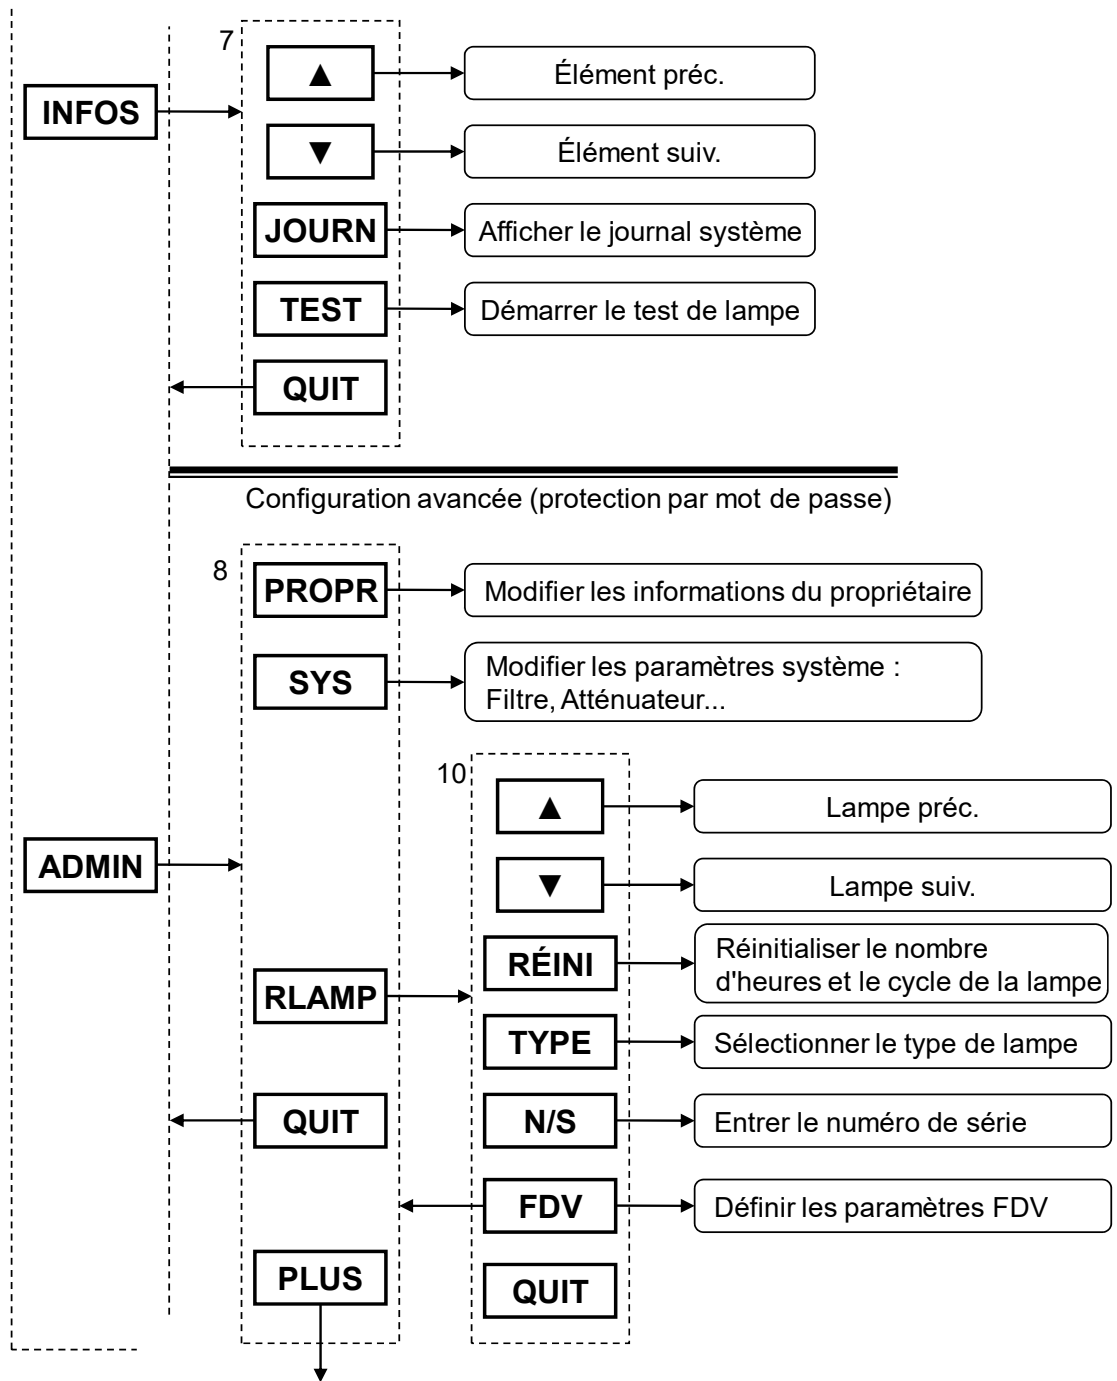 7
▲
Élément préc.
INFOS
▼
Élément suiv.
JOURN
Afficher le journal système
TEST
Démarrer le test de lampe
QUIT
Configuration avancée (protection par mot de passe)
8
PROPR
Modifier les informations du propriétaire
SYS
Modifier les paramètres système :
Filtre, Atténuateur...
10
▲
Lampe préc.
ADMIN
▼
Lampe suiv.
RÉINI
Réinitialiser le nombre
d'heures et le cycle de la lampe
RLAMP
TYPE
Sélectionner le type de lampe
QUIT
N/S
Entrer le numéro de série
FDV
Définir les paramètres FDV
PLUS
QUIT